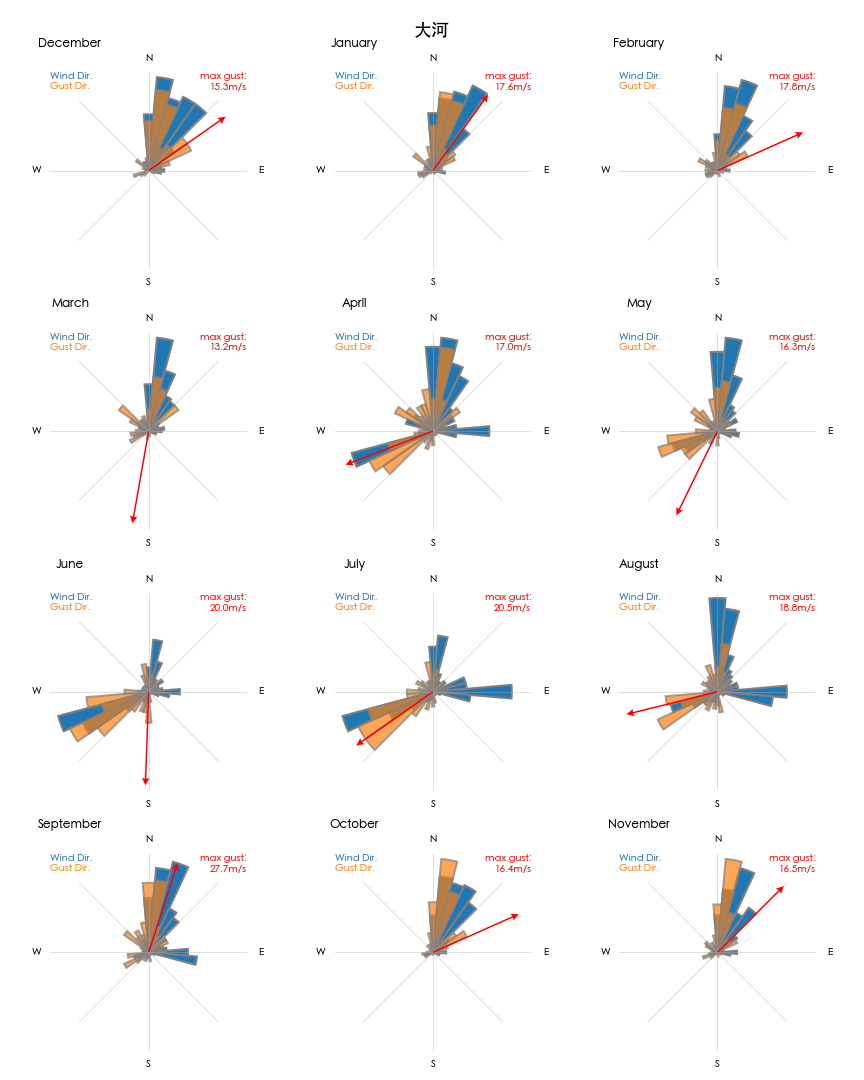 大河
December
January
February
N
N
N
Wind Dir.
Gust Dir.
max gust:
15.3m/s
Wind Dir.
Gust Dir.
max gust:
17.6m/s
Wind Dir.
Gust Dir.
max gust:
17.8m/s
W
E
W
E
W
E
S
S
S
March
April
May
N
N
N
Wind Dir.
Gust Dir.
max gust:
13.2m/s
Wind Dir.
Gust Dir.
max gust:
17.0m/s
Wind Dir.
Gust Dir.
max gust:
16.3m/s
W
E
W
E
W
E
S
S
S
June
July
August
N
N
N
Wind Dir.
Gust Dir.
max gust:
20.0m/s
Wind Dir.
Gust Dir.
max gust:
20.5m/s
Wind Dir.
Gust Dir.
max gust:
18.8m/s
W
E
W
E
W
E
S
S
S
September
October
November
N
N
N
Wind Dir.
Gust Dir.
max gust:
27.7m/s
Wind Dir.
Gust Dir.
max gust:
16.4m/s
Wind Dir.
Gust Dir.
max gust:
16.5m/s
W
E
W
E
W
E
S
S
S